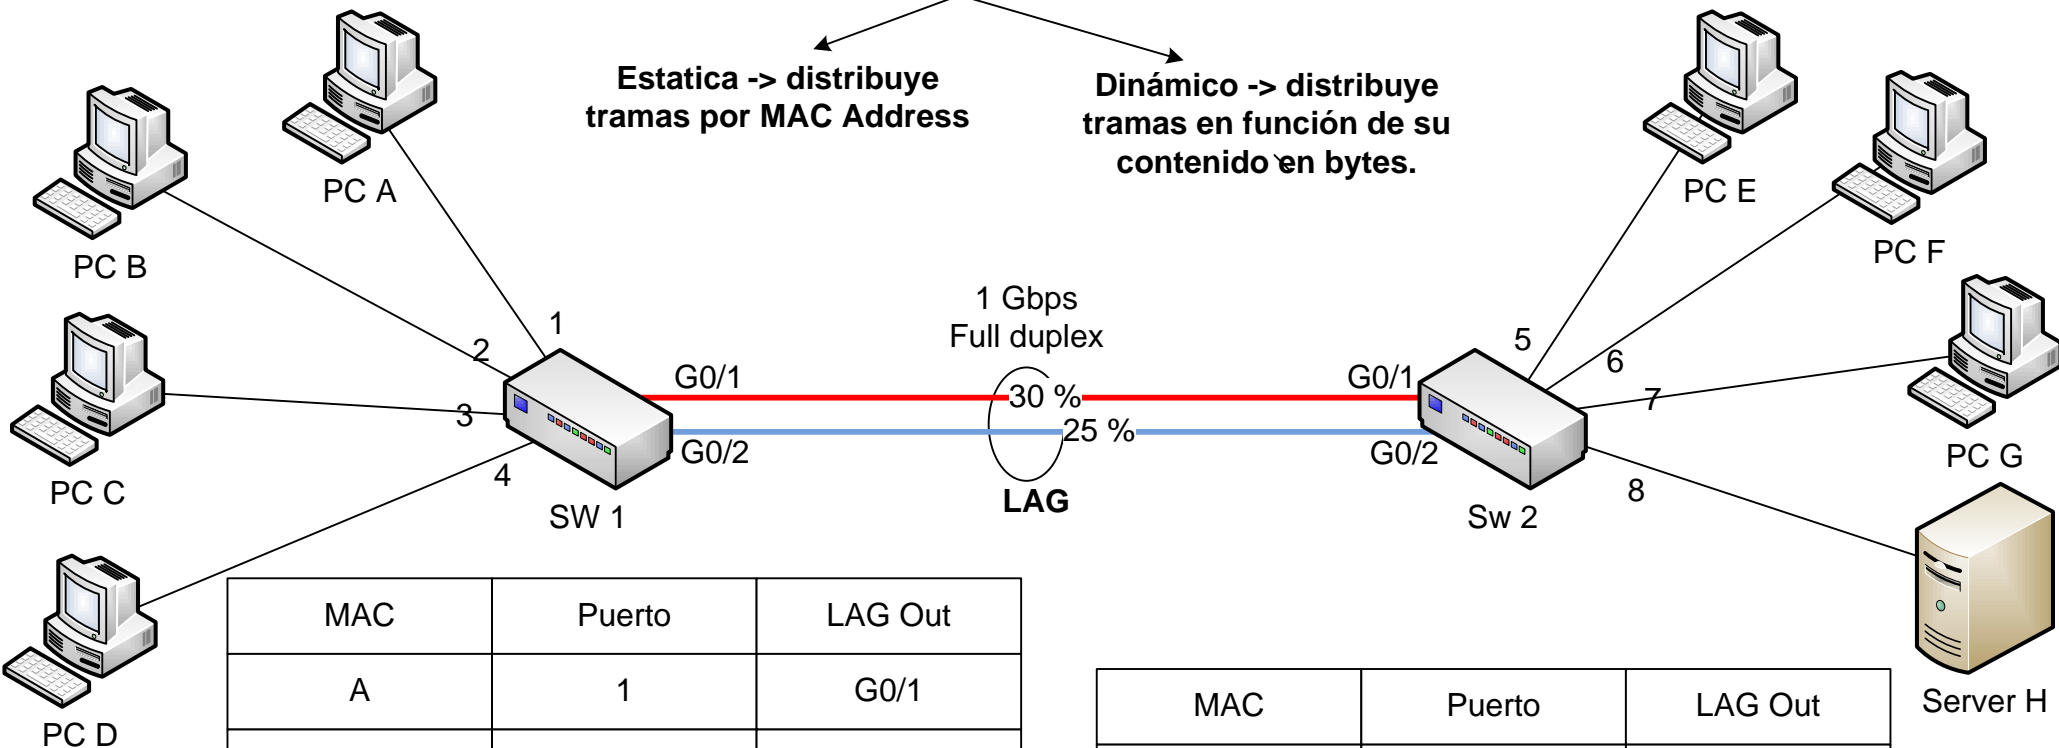 Estatica -> distribuye
tramas por MAC Address
Dinámico -> distribuye
tramas en función de su
contenido en bytes.
PC A
PC B
PC C
PC D
PC E
PC F
PC G
Server H
1 Gbps
Full duplex
1
2
3
4
5
6
7
8
G0/1
G0/2
30 %
25 %
G0/1
G0/2
LAG
SW 1
Sw 2
MAC Puerto LAG Out
A 1 G0/1
MAC Puerto LAG Out